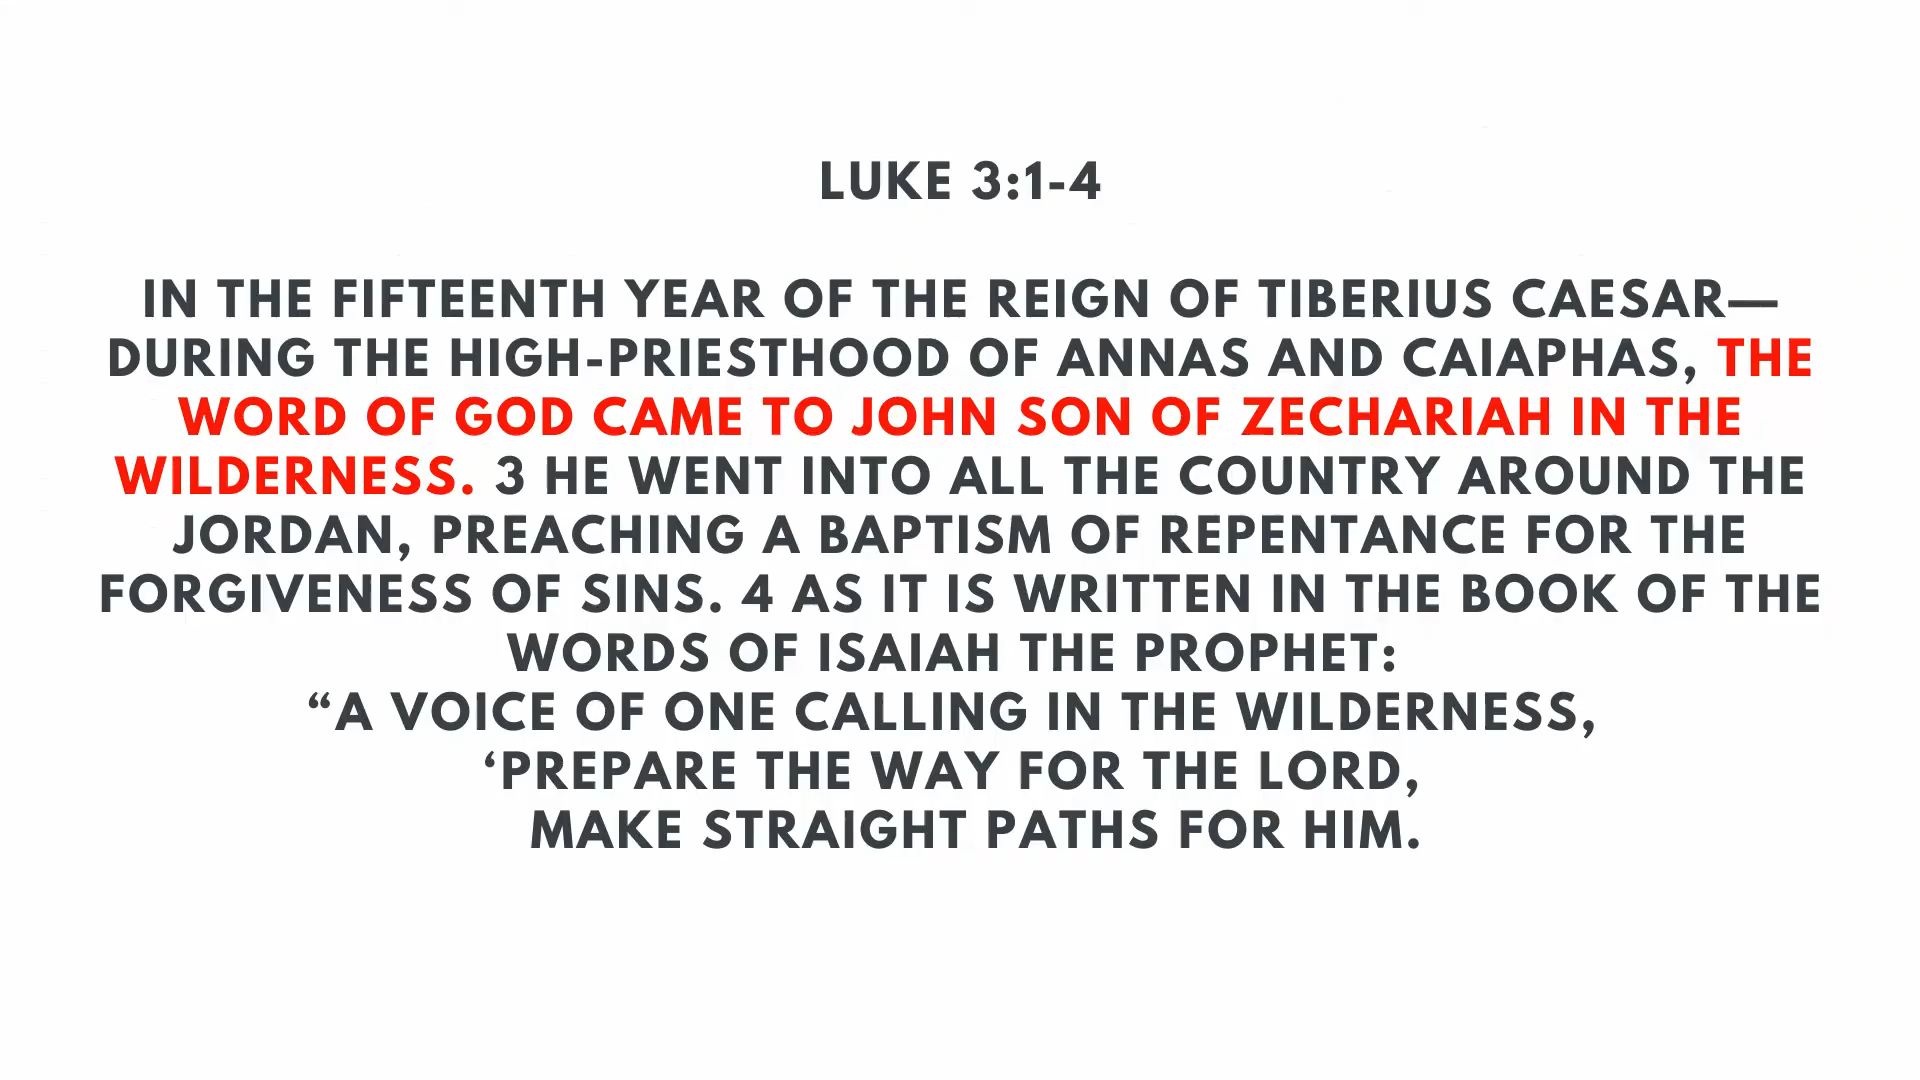 LUKE 3:1-4
IN THE FIFTEENTH YEAR OF THE REIGN OF TIBERIUS CAESAR—
DURING THE HIGH-PRIESTHOOD OF ANNAS AND CAIAPHAS, THE
WORD OF GOD CAME TO JOHN SON OF ZECHARIAH IN THE
WILDERNESS. 3 HE WENT INTO ALL THE COUNTRY AROUND THE
JORDAN, PREACHING A BAPTISM OF REPENTANCE FOR THE
FORGIVENESS OF SINS. 4 AS IT IS WRITTEN IN THE BOOK OF THE
WORDS OF ISAIAH THE PROPHET:
“A VOICE OF ONE CALLING IN THE WILDERNESS,
‘PREPARE THE WAY FOR THE LORD,
MAKE STRAIGHT PATHS FOR HIM.